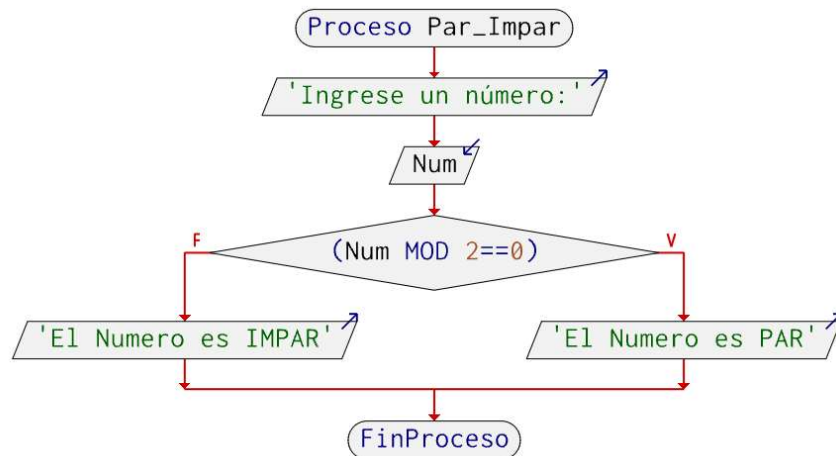 Proceso Par_Impar
'Ingrese un número:'
Num
F
V
(Num MOD 2==0)
'El Numero es IMPAR'
'El Numero es PAR'
FinProceso